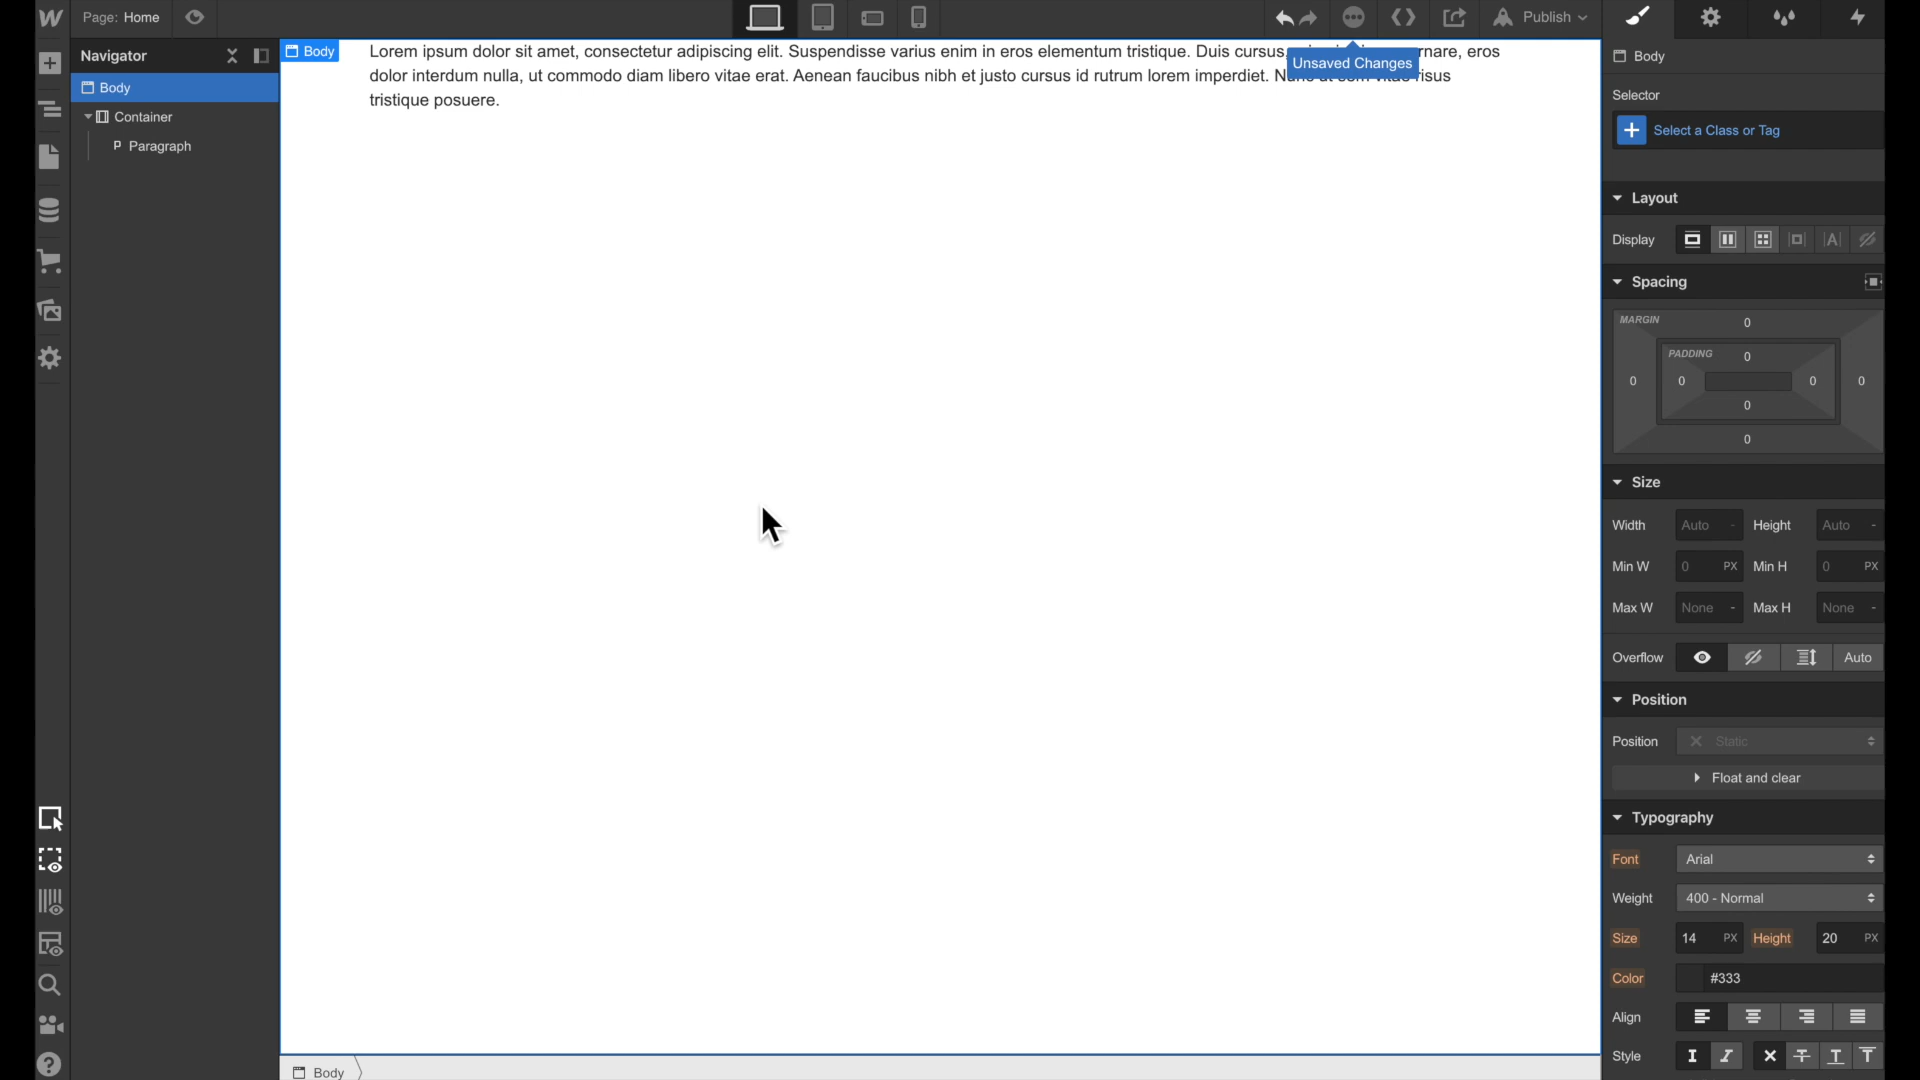 Page: Home
Publish
Navigator
Body
Container
P Paragraph
Body
Lorem ipsum dolor sit amet, consectetur adipiscing elit. Suspendisse varius enim in eros elementum tristique. Duis cursus, eros
dolor interdum nulla, ut commodo diam libero vitae erat. Aenean faucibus nibh et justo cursus id rutrum lorem imperdiet. risus
tristique posuere.
Unsaved Changes
Body
Body
Selector
+ Select a Class or Tag
Layout
Display
Spacing
MARGIN
0
PADDING
0
0 0 0 0
0
0
Size
Width Auto - Height Auto -
Min W 0 PX Min H 0 PX
Max W None - Max H None -
Overflow Auto
Position
Position Static
Float and clear
Typography
Font Arial
Weight 400 - Normal
Size 14 PX Height 20 PX
Color #333
Align
Style